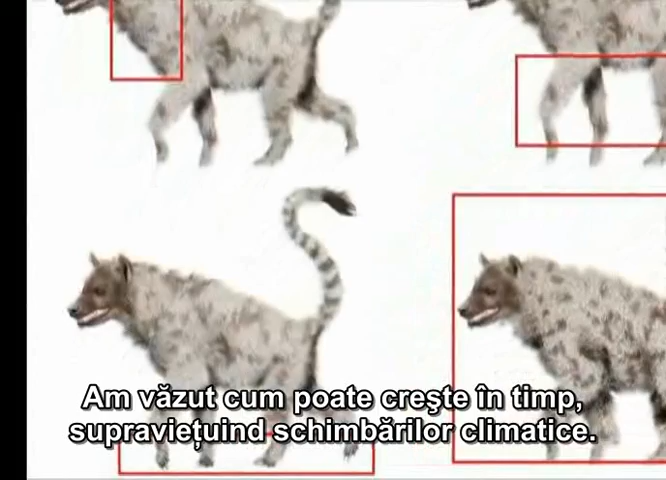 Am văzut cum poate creşte în timp,
supravieţuind schimbărilor climatice.